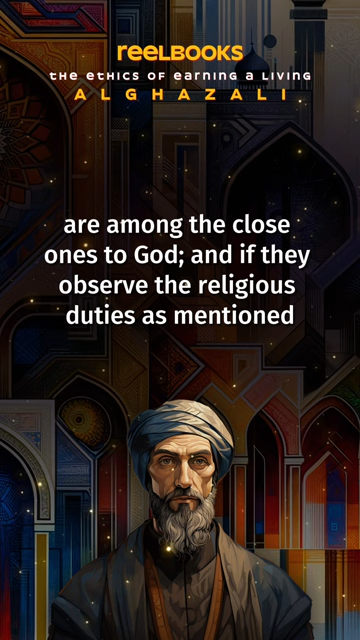 reelBOOKS
the ethics of earning a living
ALGHAZALI
are among the close
ones to God; and if they
observe the religious
duties as mentioned